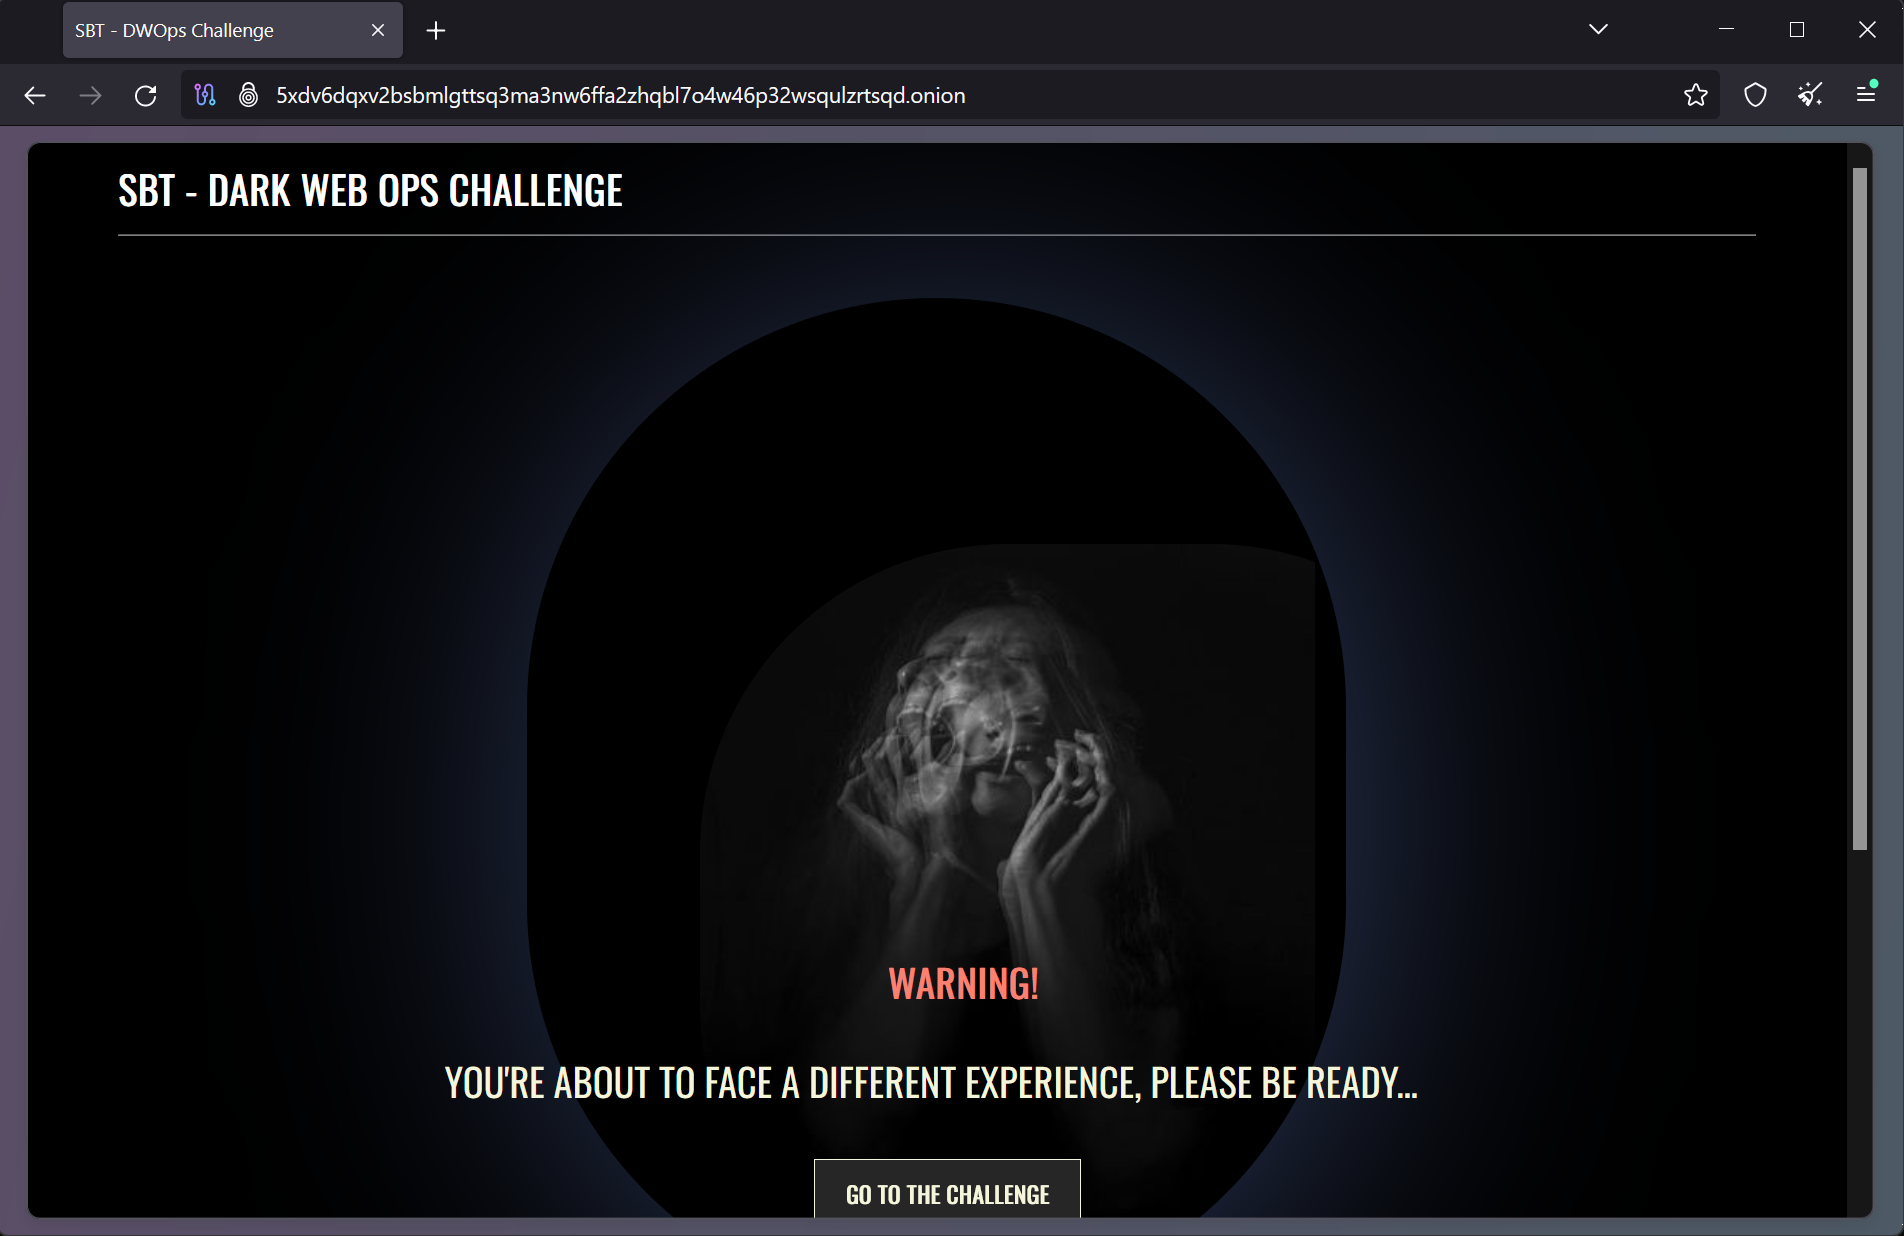 SBT - DWOps Challenge
5xdv6dqxv2bsbmlgttsq3ma3nw6ffa2zhqbl7o4w46p32wsqulzrtsqd.onion
SBT - DARK WEB OPS CHALLENGE
WARNING!
YOU'RE ABOUT TO FACE A DIFFERENT EXPERIENCE, PLEASE BE READY...
GO TO THE CHALLENGE